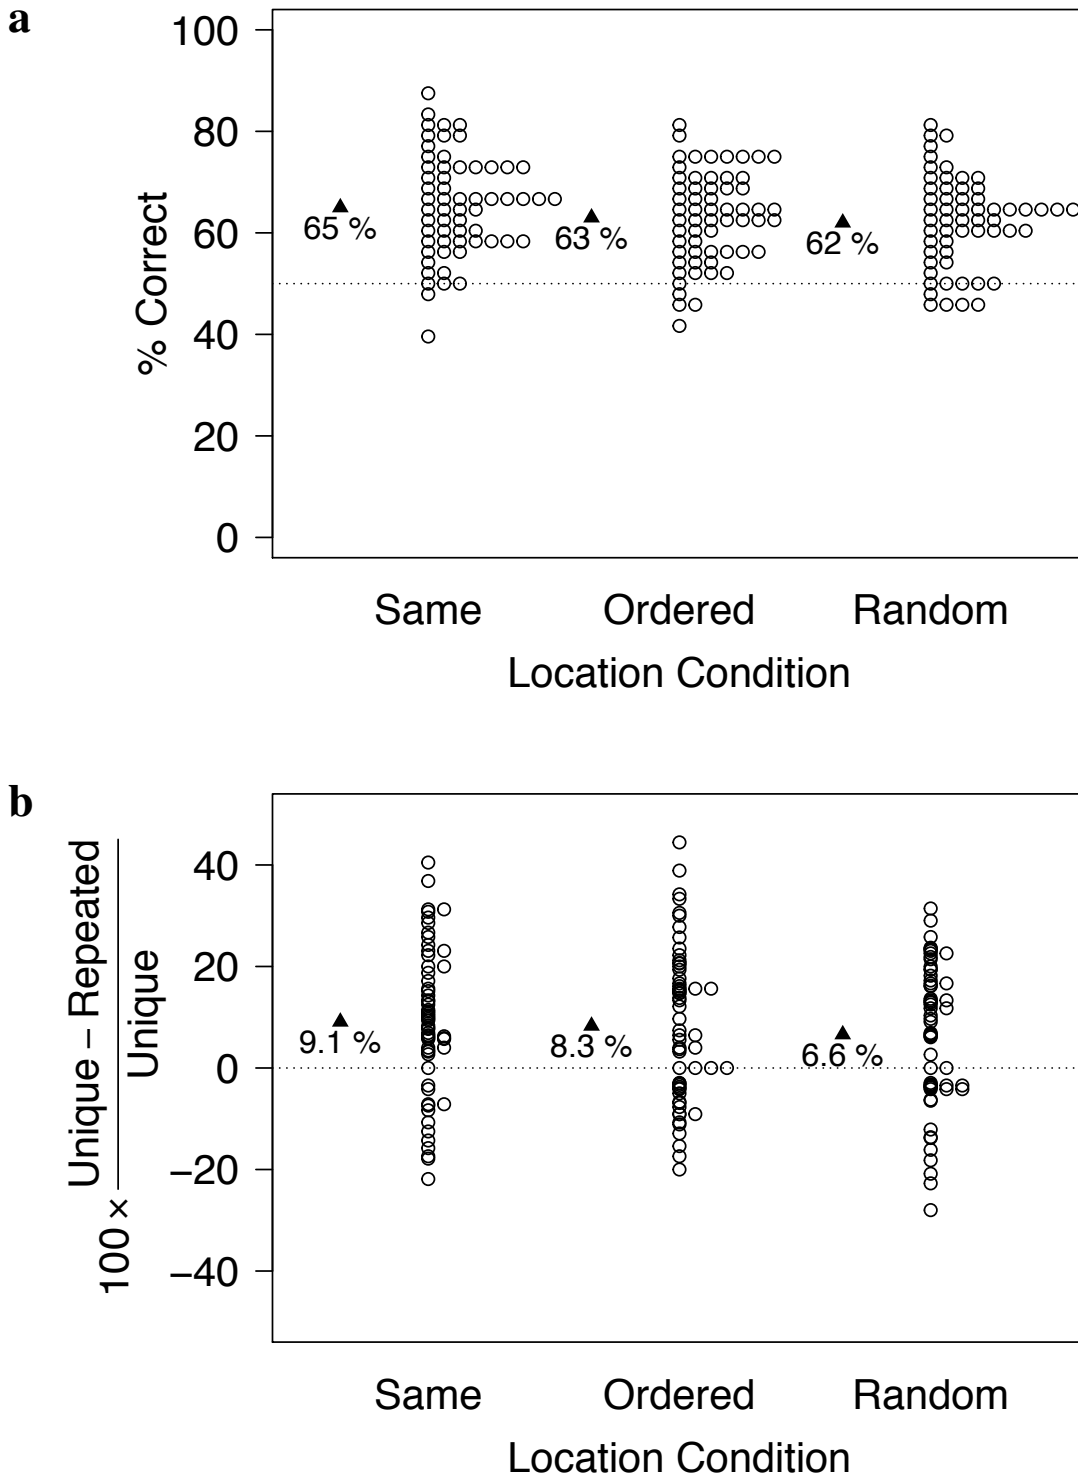 a
100
80
60
40
20
0
% Correct
65 %
63 %
62 %
Same Ordered Random
Location Condition
b
40
20
0
−20
−40
100 × Unique − Repeated
Unique
9.1 %
8.3 %
6.6 %
Same Ordered Random
Location Condition